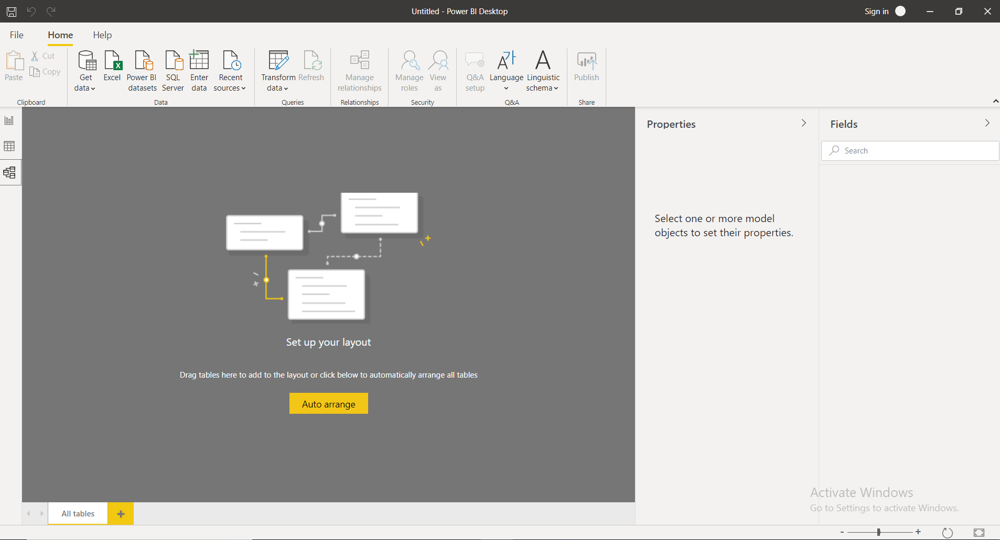 Untitled - Power BI Desktop
Sign in
File Home Help
Paste
Cut
Copy
Clipboard
Get data
Excel
Power BI datasets
SQL Server
Enter data
Recent sources
Data
Transform data
Refresh
Queries
Manage relationships
Relationships
Manage roles
View as
Security
Q&A setup
Language
Linguistic schema
Q&A
Publish
Share
A가
A
Properties
Select one or more model
objects to set their properties.
Fields
Search
Set up your layout
Drag tables here to add to the layout or click below to automatically arrange all tables
Auto arrange
Activate Windows
Go to Settings to activate Windows.
All tables
+
- +